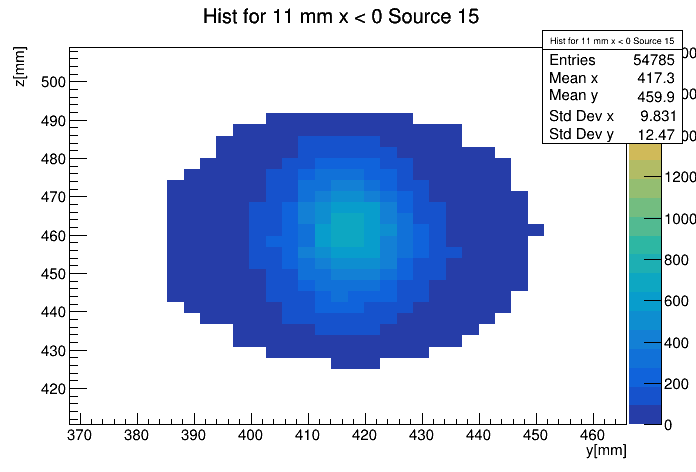 Hist for 11 mm x < 0 Source 15
z[mm]
Hist for 11 mm x < 0 Source 15
Entries 54785
Mean x 417.3
Mean y 459.9
Std Dev x 9.831
Std Dev y 12.47
500
490
480
470
460
450
440
430
420
1200
1000
800
600
400
200
0
370 380 390 400 410 420 430 440 450 460
y[mm]